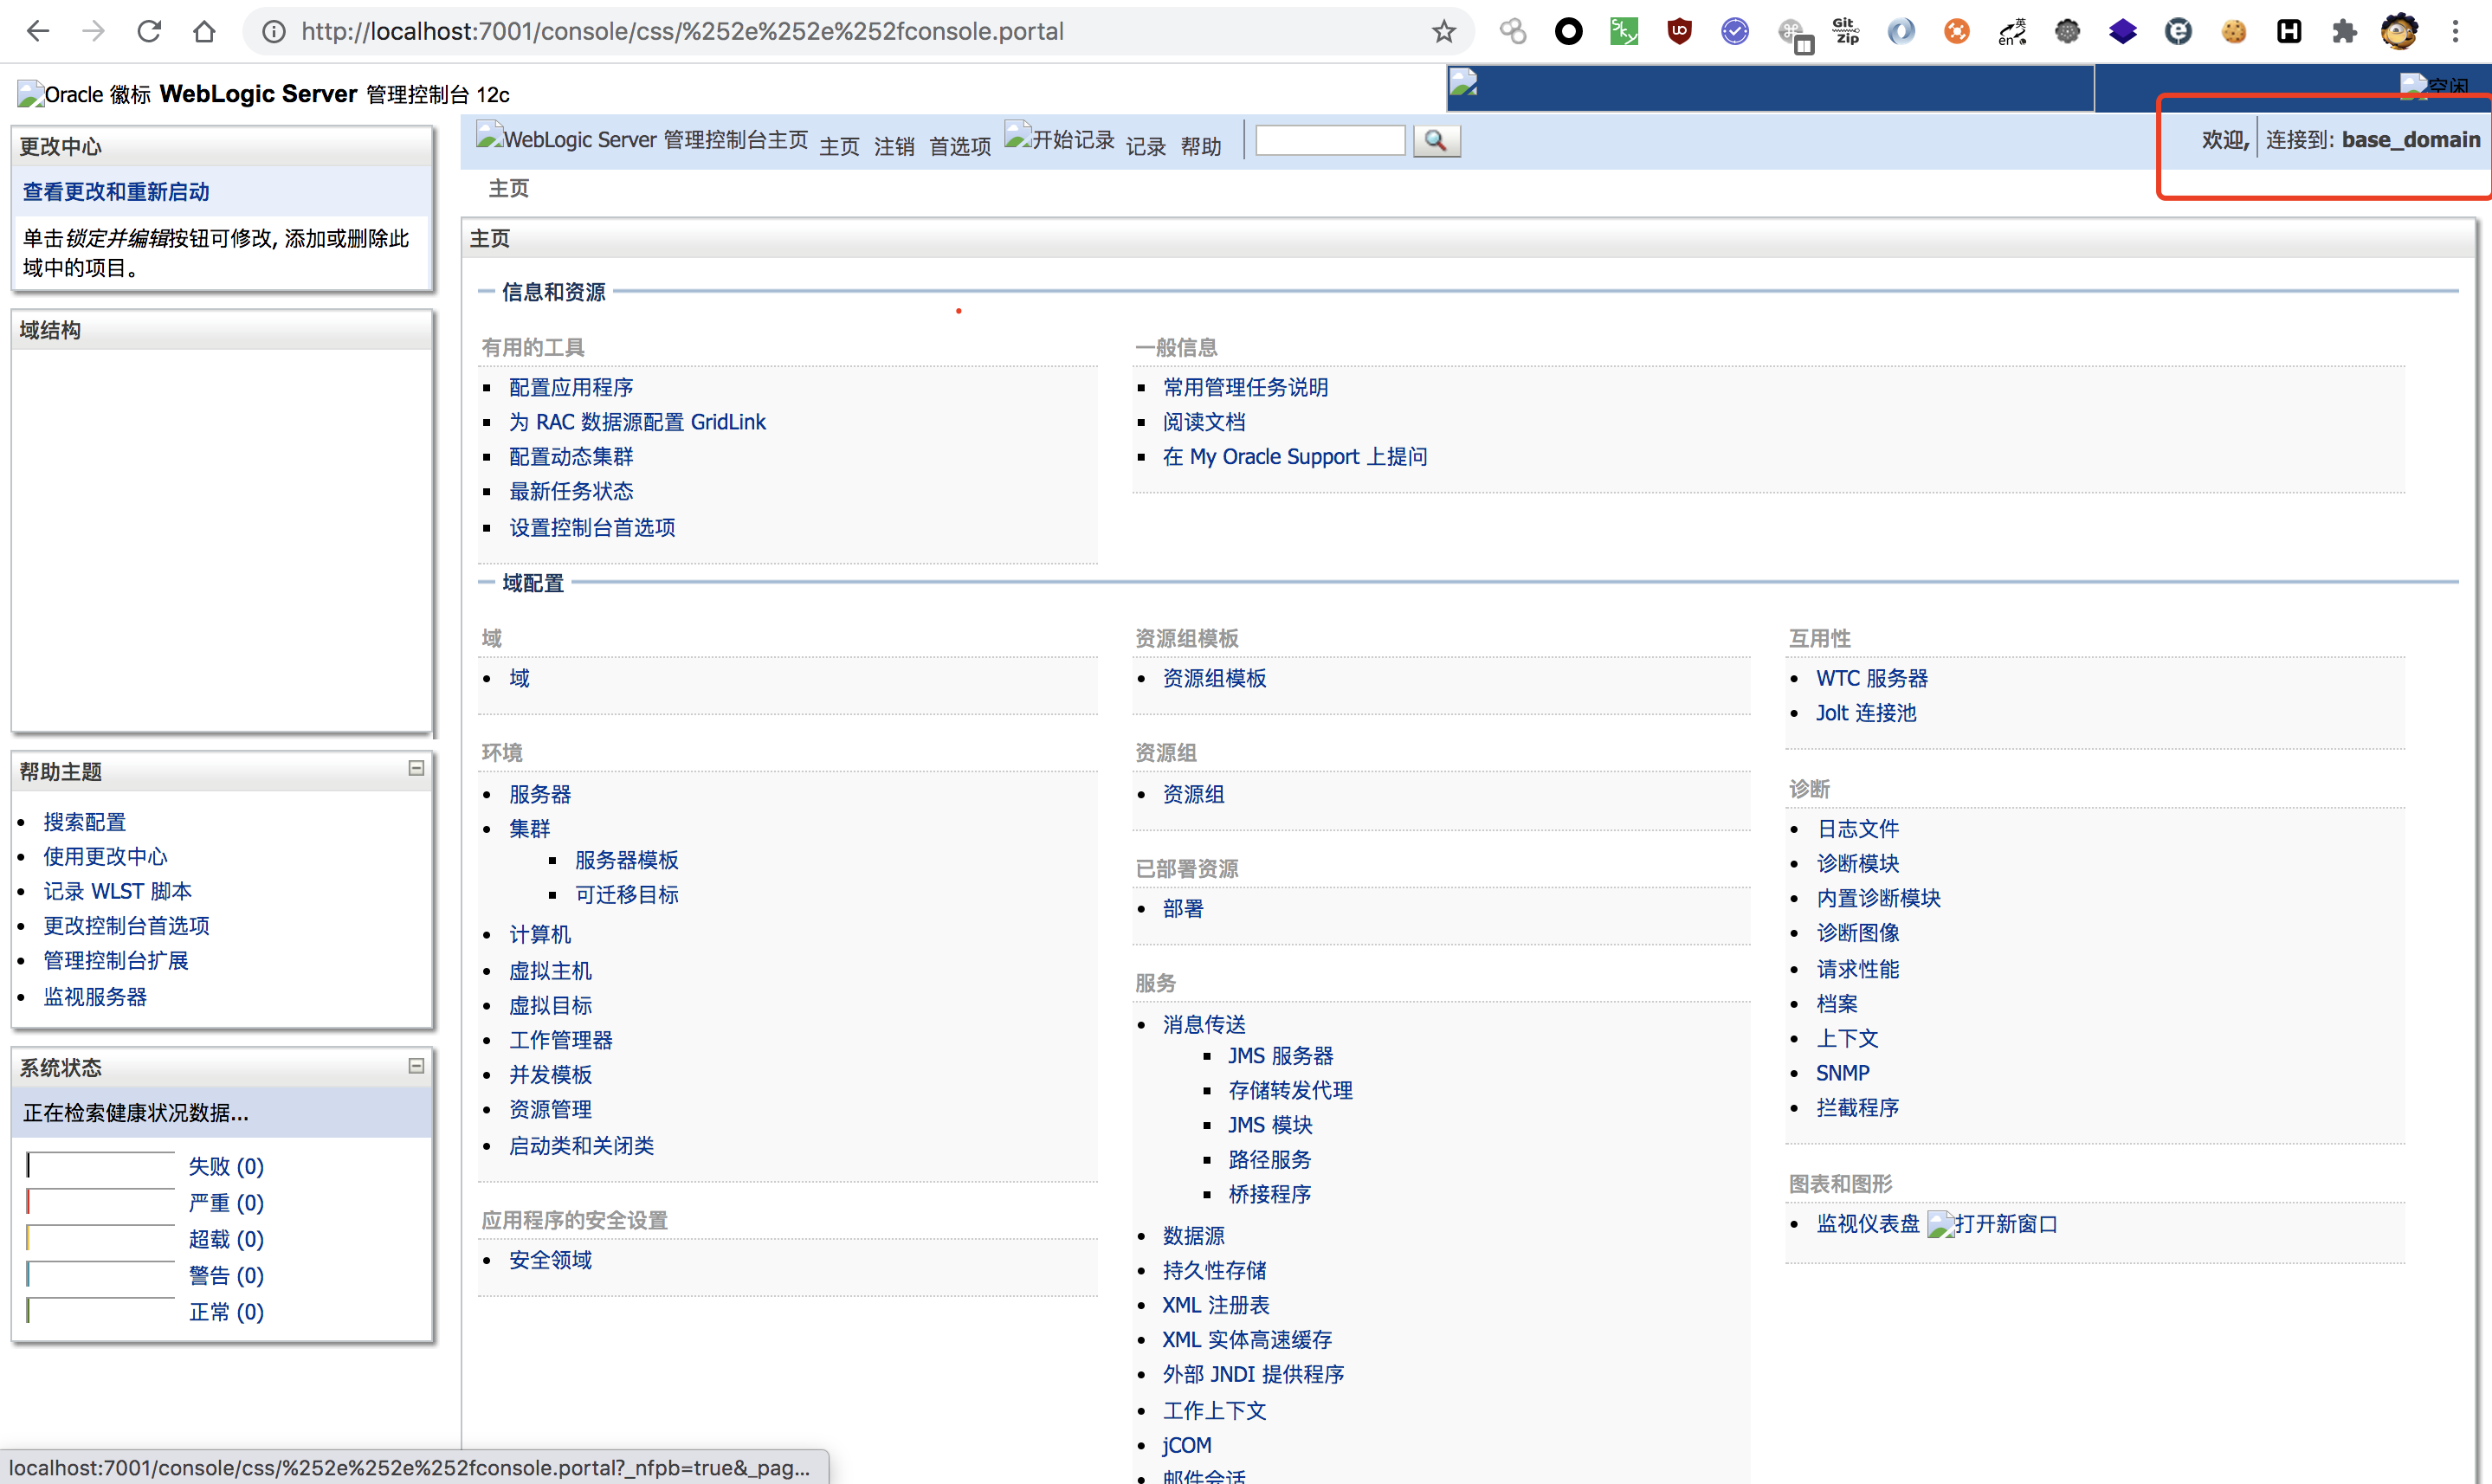 http://localhost:7001/console/css/%252e%252e%252fconsole.portal
Sky
Git
Zip
英
en
Oracle 徽标 WebLogic Server 管理控制台 12c
空闲
更改中心
查看更改和重新启动
单击锁定并编辑按钮可修改, 添加或删除此
域中的项目。
域结构
帮助主题
搜索配置
使用更改中心
记录 WLST 脚本
更改控制台首选项
管理控制台扩展
监视服务器
系统状态
正在检索健康状况数据...
失败 (0)
严重 (0)
超载 (0)
警告 (0)
正常 (0)
WebLogic Server 管理控制台主页 主页 注销 首选项 开始记录 记录 帮助
欢迎, 连接到: base_domain
主页
主页
信息和资源
有用的工具
配置应用程序
为 RAC 数据源配置 GridLink
配置动态集群
最新任务状态
设置控制台首选项
一般信息
常用管理任务说明
阅读文档
在 My Oracle Support 上提问
域配置
域
域
环境
服务器
集群
服务器模板
可迁移目标
计算机
虚拟主机
虚拟目标
工作管理器
并发模板
资源管理
启动类和关闭类
应用程序的安全设置
安全领域
资源组模板
资源组模板
资源组
资源组
已部署资源
部署
服务
消息传送
JMS 服务器
存储转发代理
JMS 模块
路径服务
桥接程序
数据源
持久性存储
XML 注册表
XML 实体高速缓存
外部 JNDI 提供程序
工作上下文
jCOM
邮件会话
互用性
WTC 服务器
Jolt 连接池
诊断
日志文件
诊断模块
内置诊断模块
诊断图像
请求性能
档案
上下文
SNMP
拦截程序
图表和图形
监视仪表盘 打开新窗口
localhost:7001/console/css/%252e%252e%252fconsole.portal?_nfpb=true&_pag...